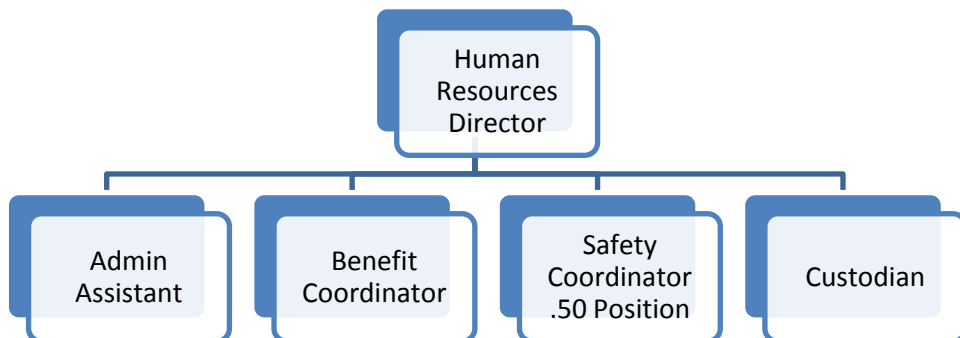 Human
Resources
Director
Admin
Assistant
Benefit
Coordinator
Safety
Coordinator
.50 Position
Custodian